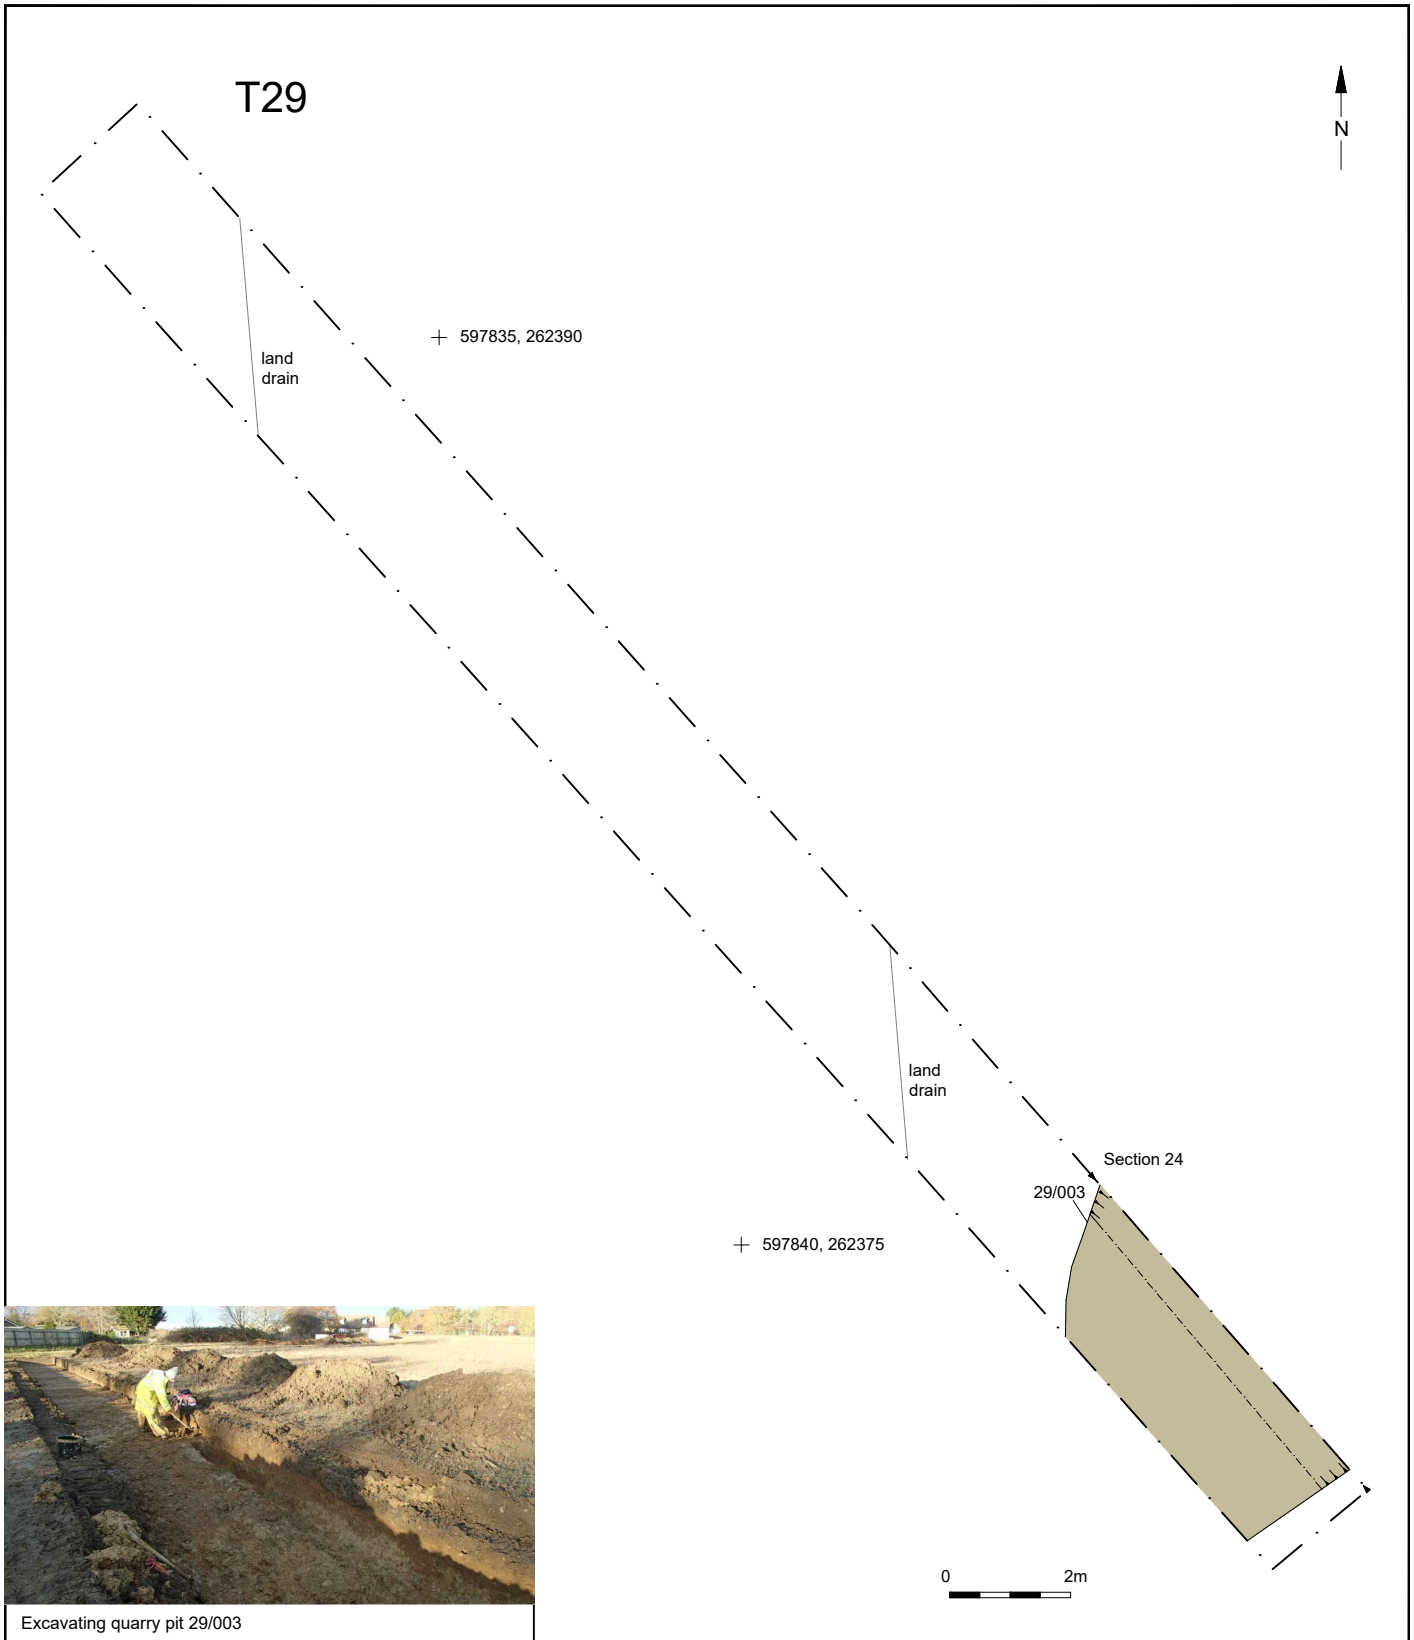 T29
N
597835, 262390
land
drain
land
drain
Section 24
29/003
597840, 262375
0 2m
Excavating quarry pit 29/003